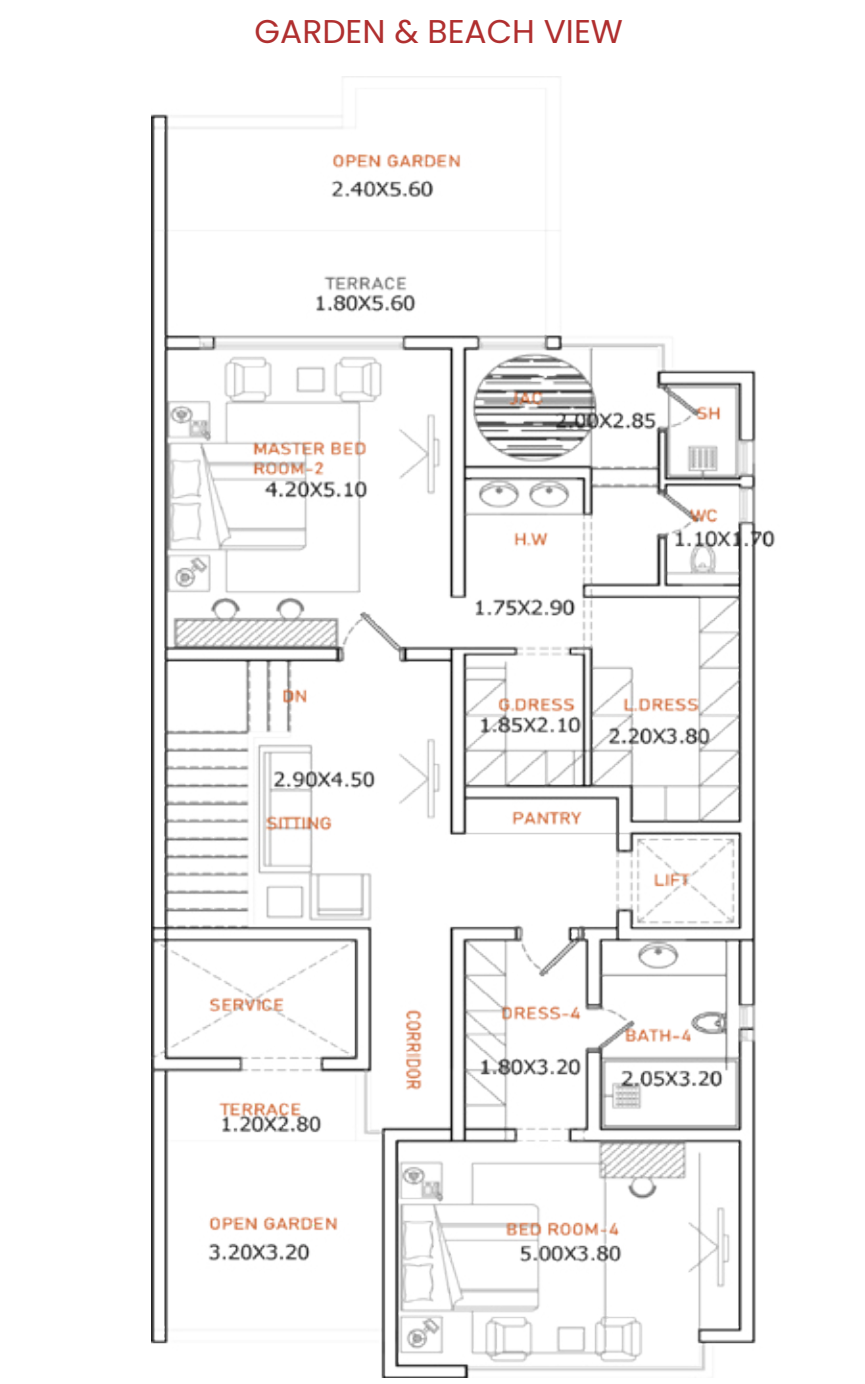 GARDEN & BEACH VIEW
OPEN GARDEN
2.40X5.60
TERRACE
1.80X5.60
JAC
2.00X2.85
SH
MASTER BED
ROOM-2
4.20X5.10
WC
1.10X1.70
H.W
1.75X2.90
DN
G.DRESS
1.85X2.10
L.DRESS
2.20X3.80
2.90X4.50
SITTING
PANTRY
LIFT
SERVICE
CORRIDOR
DRESS-4
1.80X3.20
BATH-4
2.05X3.20
TERRACE
1.20X2.80
OPEN GARDEN
3.20X3.20
BED ROOM-4
5.00X3.80